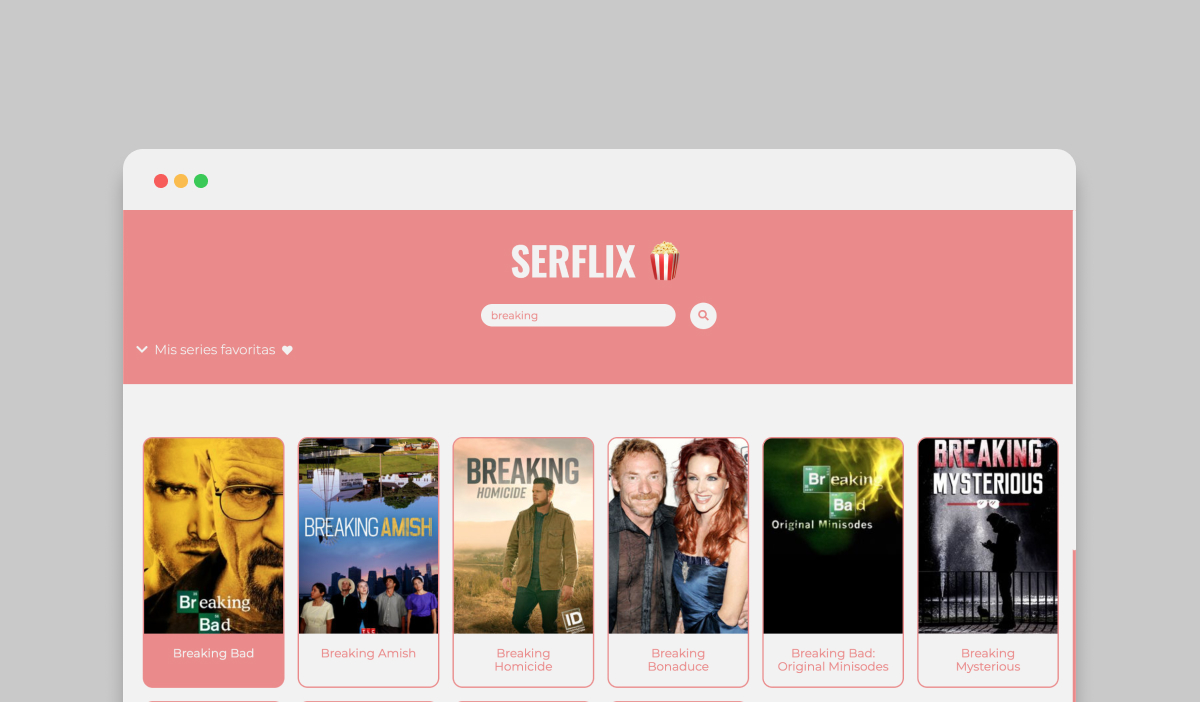 SERFLIX
breaking
Mis series favoritas
Breaking
Bad
BREAKING AMISH
BREAKING
HOMICIDE
ID
Breaking
Bad
Original Minisodes
BREAKING
MYSTERIOUS
Breaking Bad
Breaking Amish
Breaking
Homicide
Breaking
Bonaduce
Breaking Bad:
Original Minisodes
Breaking
Mysterious